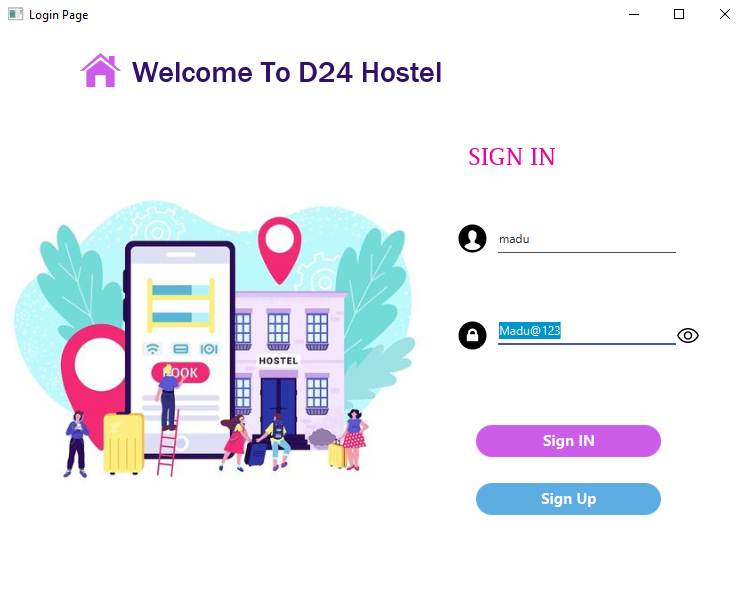 Login Page
Welcome To D24 Hostel
SIGN IN
madu
Madu@123
HOSTEL
BOOK
Sign IN
Sign Up